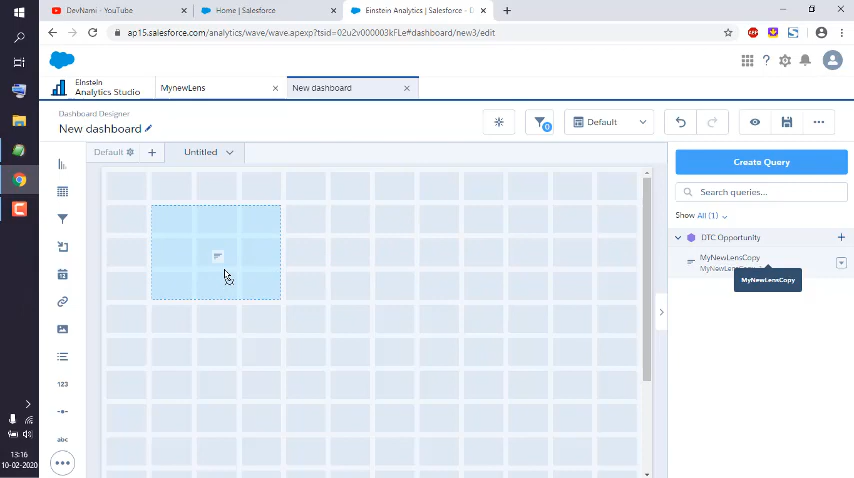 DevNami - YouTube
Home | Salesforce
Einstein Analytics | Salesforce - D
ap15.salesforce.com/analytics/wave/wave.apexp?tsid=02u2v000003kFLe#dashboard/new3/edit
Einstein
Analytics Studio
MynewLens
New dashboard
Dashboard Designer
New dashboard
0
Default
Default
Untitled
Create Query
Search queries...
Show All (1)
DTC Opportunity
MyNewLensCopy
MyNewLens
MyNewLensCopy
123
abc
13:16
10-02-2020